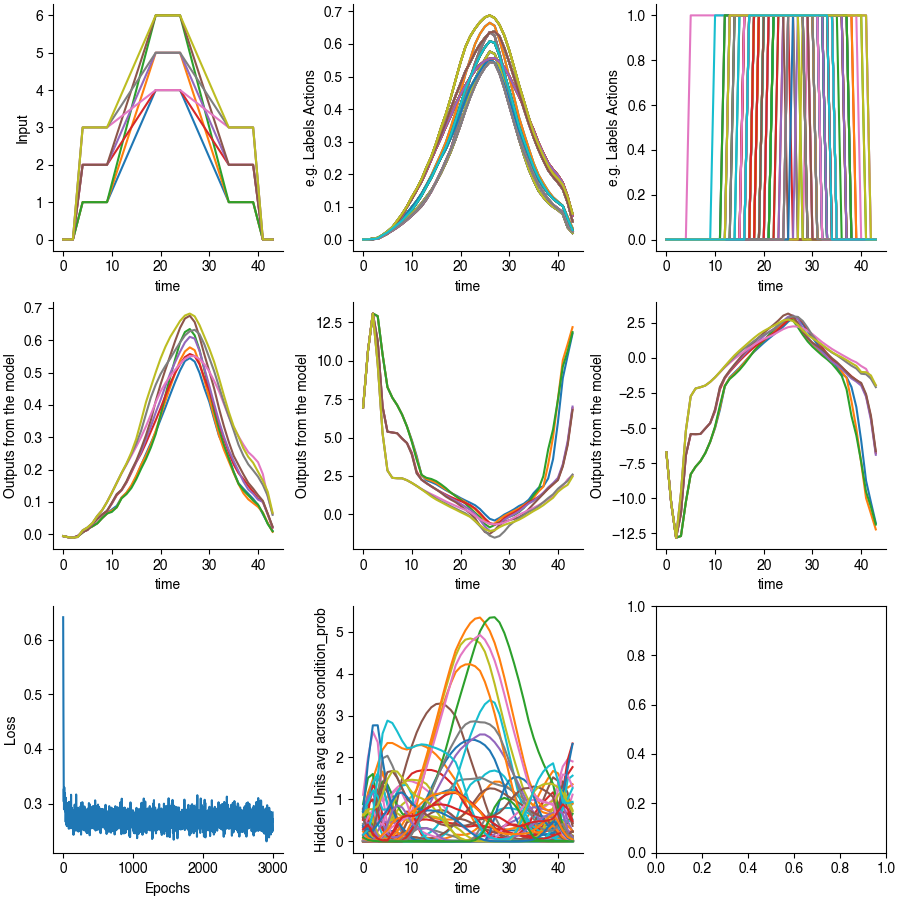 Input
6
5
4
3
2
1
0
0 10 20 30 40
time
e.g. Labels Actions
0.7
0.6
0.5
0.4
0.3
0.2
0.1
0.0
0 10 20 30 40
time
e.g. Labels Actions
1.0
0.8
0.6
0.4
0.2
0.0
0 10 20 30 40
time
Outputs from the model
0.7
0.6
0.5
0.4
0.3
0.2
0.1
0.0
0 10 20 30 40
time
Outputs from the model
12.5
10.0
7.5
5.0
2.5
0.0
0 10 20 30 40
time
Outputs from the model
2.5
0.0
−2.5
−5.0
−7.5
−10.0
−12.5
0 10 20 30 40
time
Loss
0.6
0.5
0.4
0.3
0 1000 2000 3000
Epochs
Hidden Units avg across condition_prob
5
4
3
2
1
0
0 10 20 30 40
time
1.0
0.8
0.6
0.4
0.2
0.0
0.0 0.2 0.4 0.6 0.8 1.0